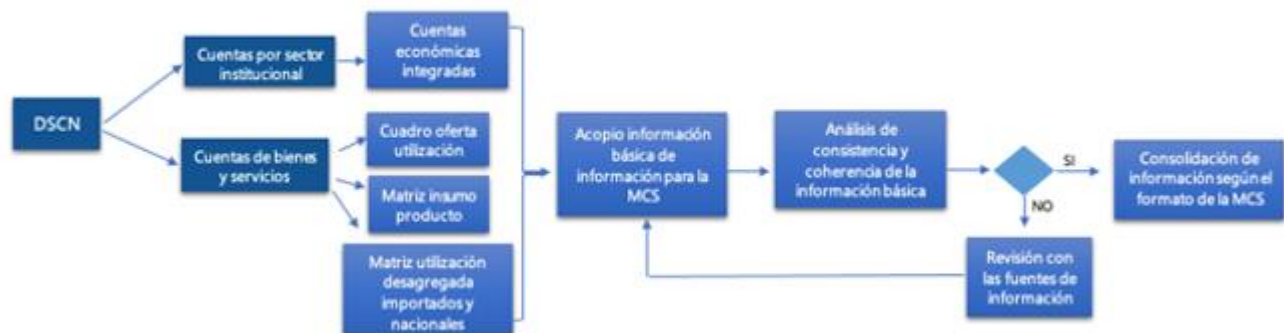 DSCN
Cuentas por sector
institucional
Cuentas de bienes
y servicios
Cuentas
económicas
integradas
Cuadro oferta
utilización
Matriz insumo
producto
Matriz utilización
desagregada
importados y
nacionales
Acopio información
básica de
información para la
MCS
Análisis de
consistencia y
coherencia de la
información básica
SI
NO
Consolidación de
información según el
formato de la MCS
Revisión con
las fuentes de
información